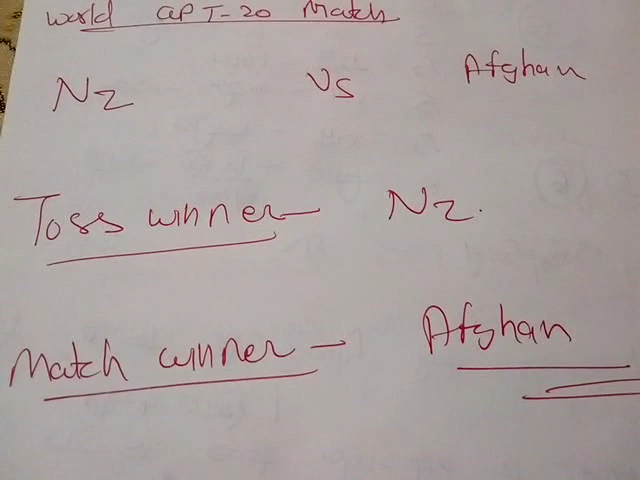 World CUP T-20 Match
NZ VS Afghan
Toss winner - NZ.
Match winner - Afghan